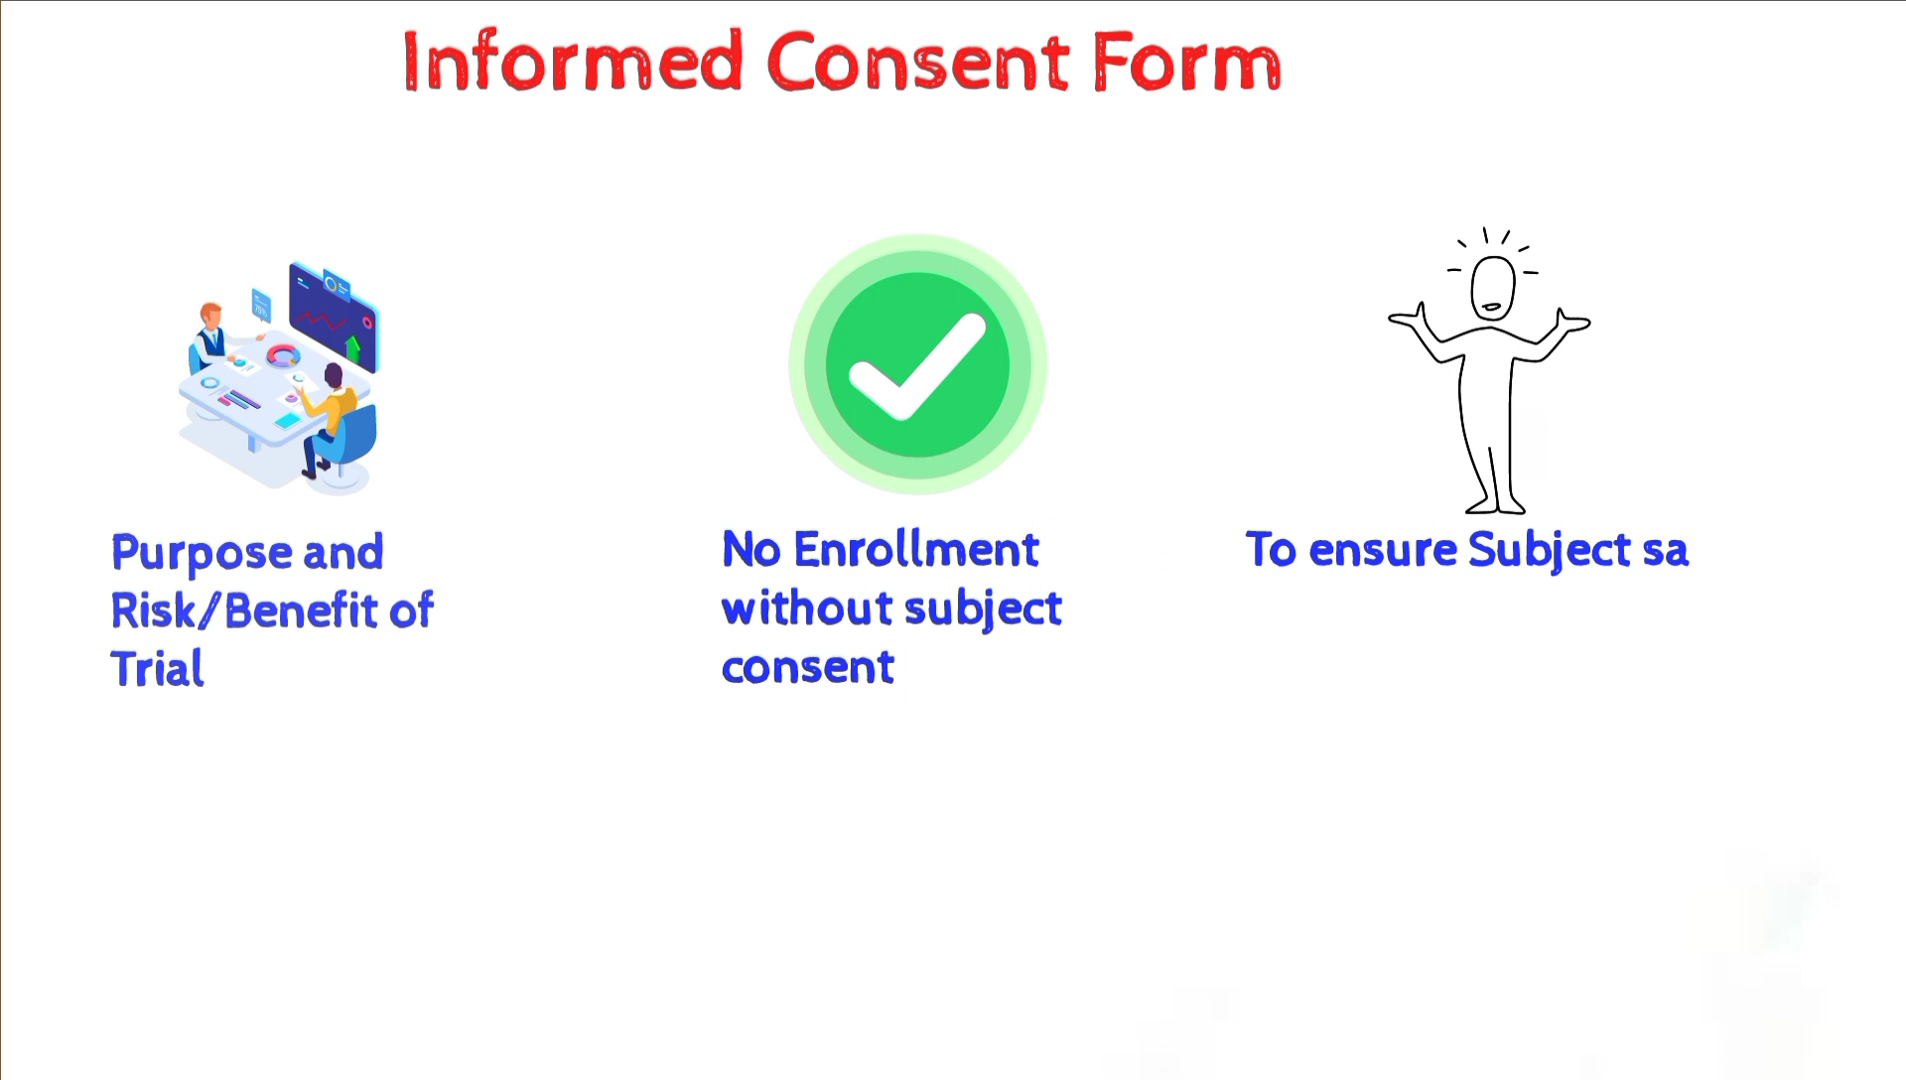 Informed Consent Form
Purpose and
Risk/Benefit of
Trial
No Enrollment
without subject
consent
To ensure Subject sa